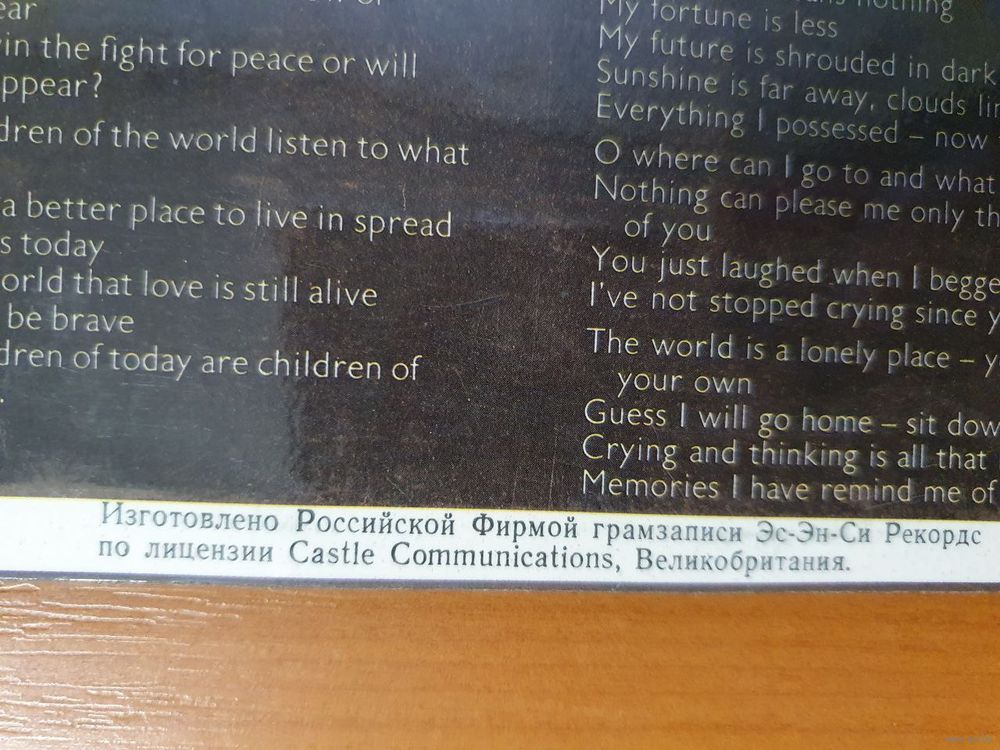 in the fight for peace or will
dren of the world listen to what
a better place to live in spread
s today
orld that love is still alive
be brave
dren of today are children of
nothing
My fortune is less
My future is shrouded in dark
Sunshine is far away, clouds
Everything I possessed – now
O where can I go to and what
Nothing can please me only th
of you
You just laughed when I begge
I've not stopped crying since y
The world is a lonely place – y
your own
Guess I will go home – sit dow
Crying and thinking is all that
Memories I have remind me of
Изготовлено Российской Фирмой грамзаписи Эс-Эн-Си Рекордс
по лицензии Castle Communications, Великобритания.